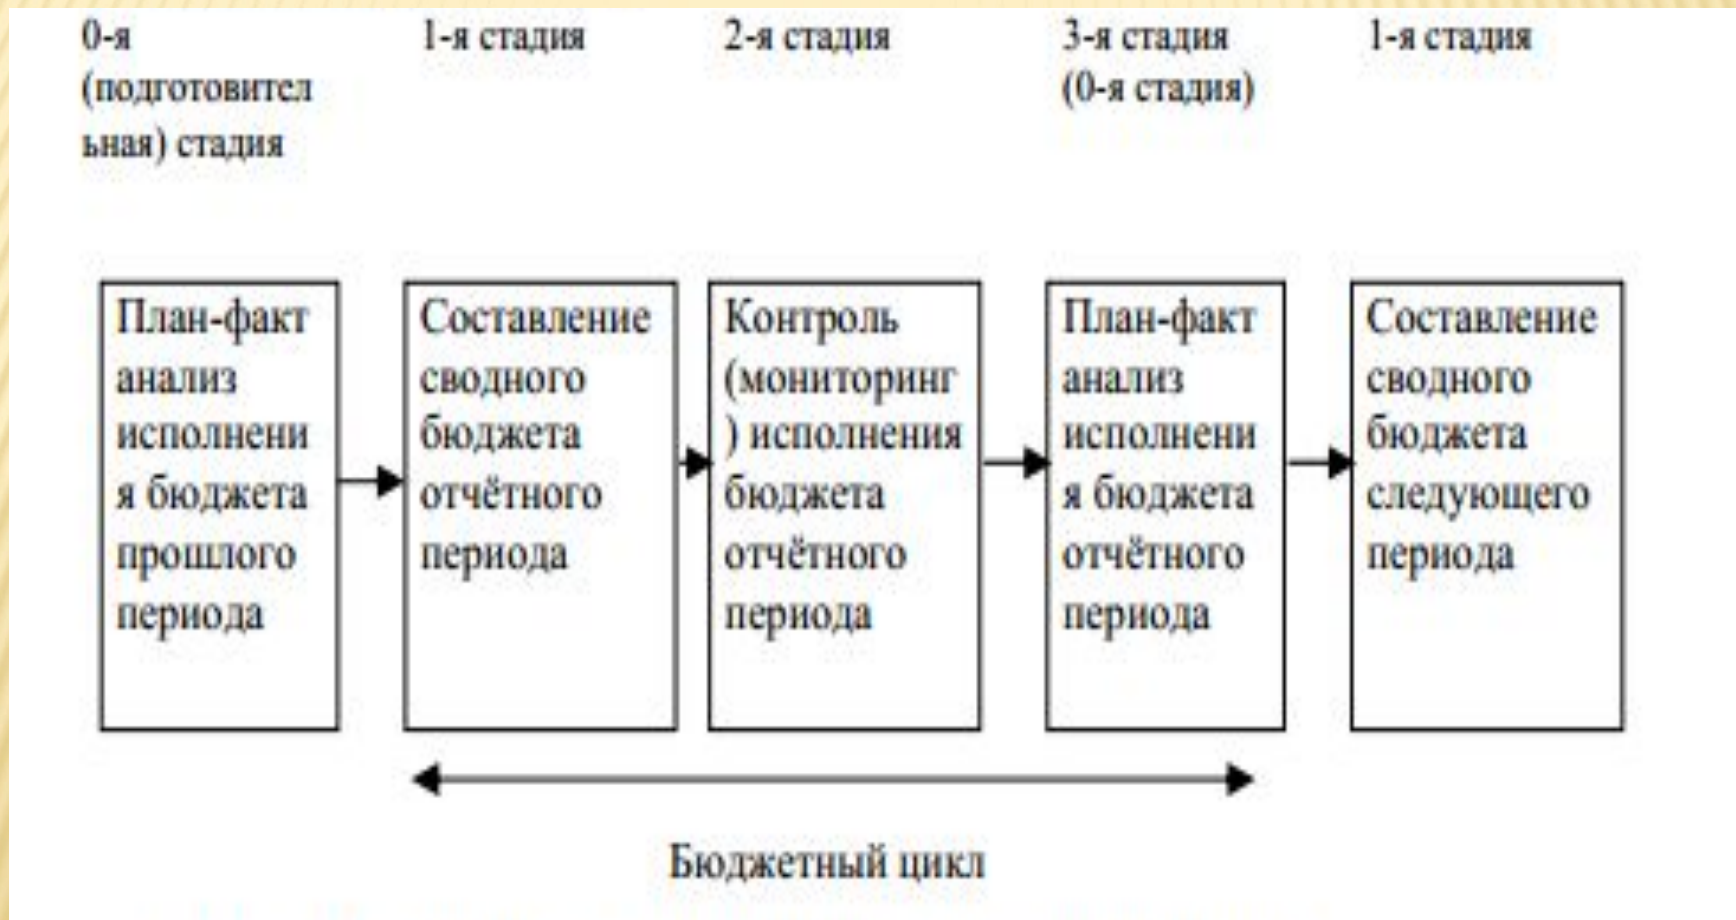 0-я
(подготовител
ьная) стадия
1-я стадия
2-я стадия
3-я стадия
(0-я стадия)
1-я стадия
План-факт
анализ
исполнени
я бюджета
прошлого
периода
Составление
сводного
бюджета
отчётного
периода
Контроль
(мониторинг
) исполнения
бюджета
отчётного
периода
План-факт
анализ
исполнени
я бюджета
отчётного
периода
Составление
сводного
бюджета
следующего
периода
Бюджетный цикл